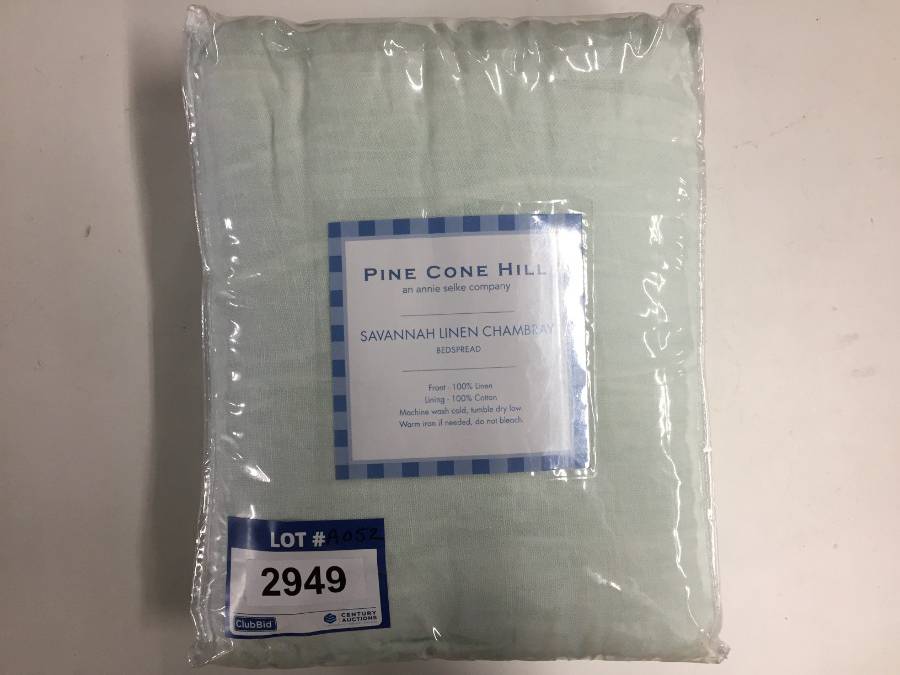 PINE CONE HILL
an annie selke company
SAVANNAH LINEN CHAMBRAY
BEDSPREAD
Front - 100% Linen
Lining - 100% Cotton
Machine wash cold, tumble dry low
Warm iron if needed, do not bleach.
LOT # A052
2949
ClubBid
CENTURY
AUCTIONS